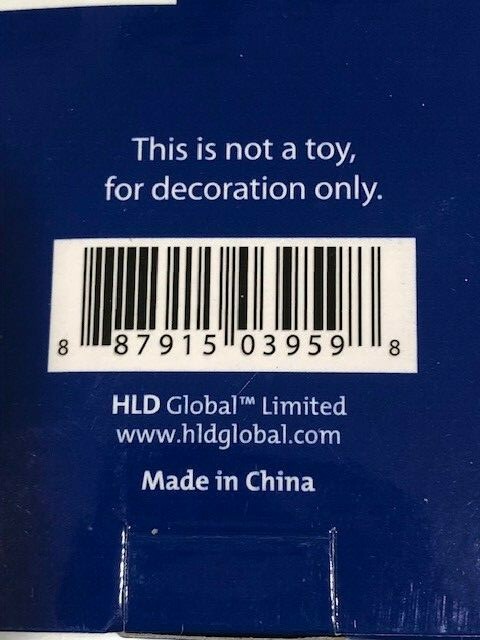 This is not a toy,
for decoration only.
8 87915 03959 8
HLD Global™ Limited
www.hldglobal.com
Made in China